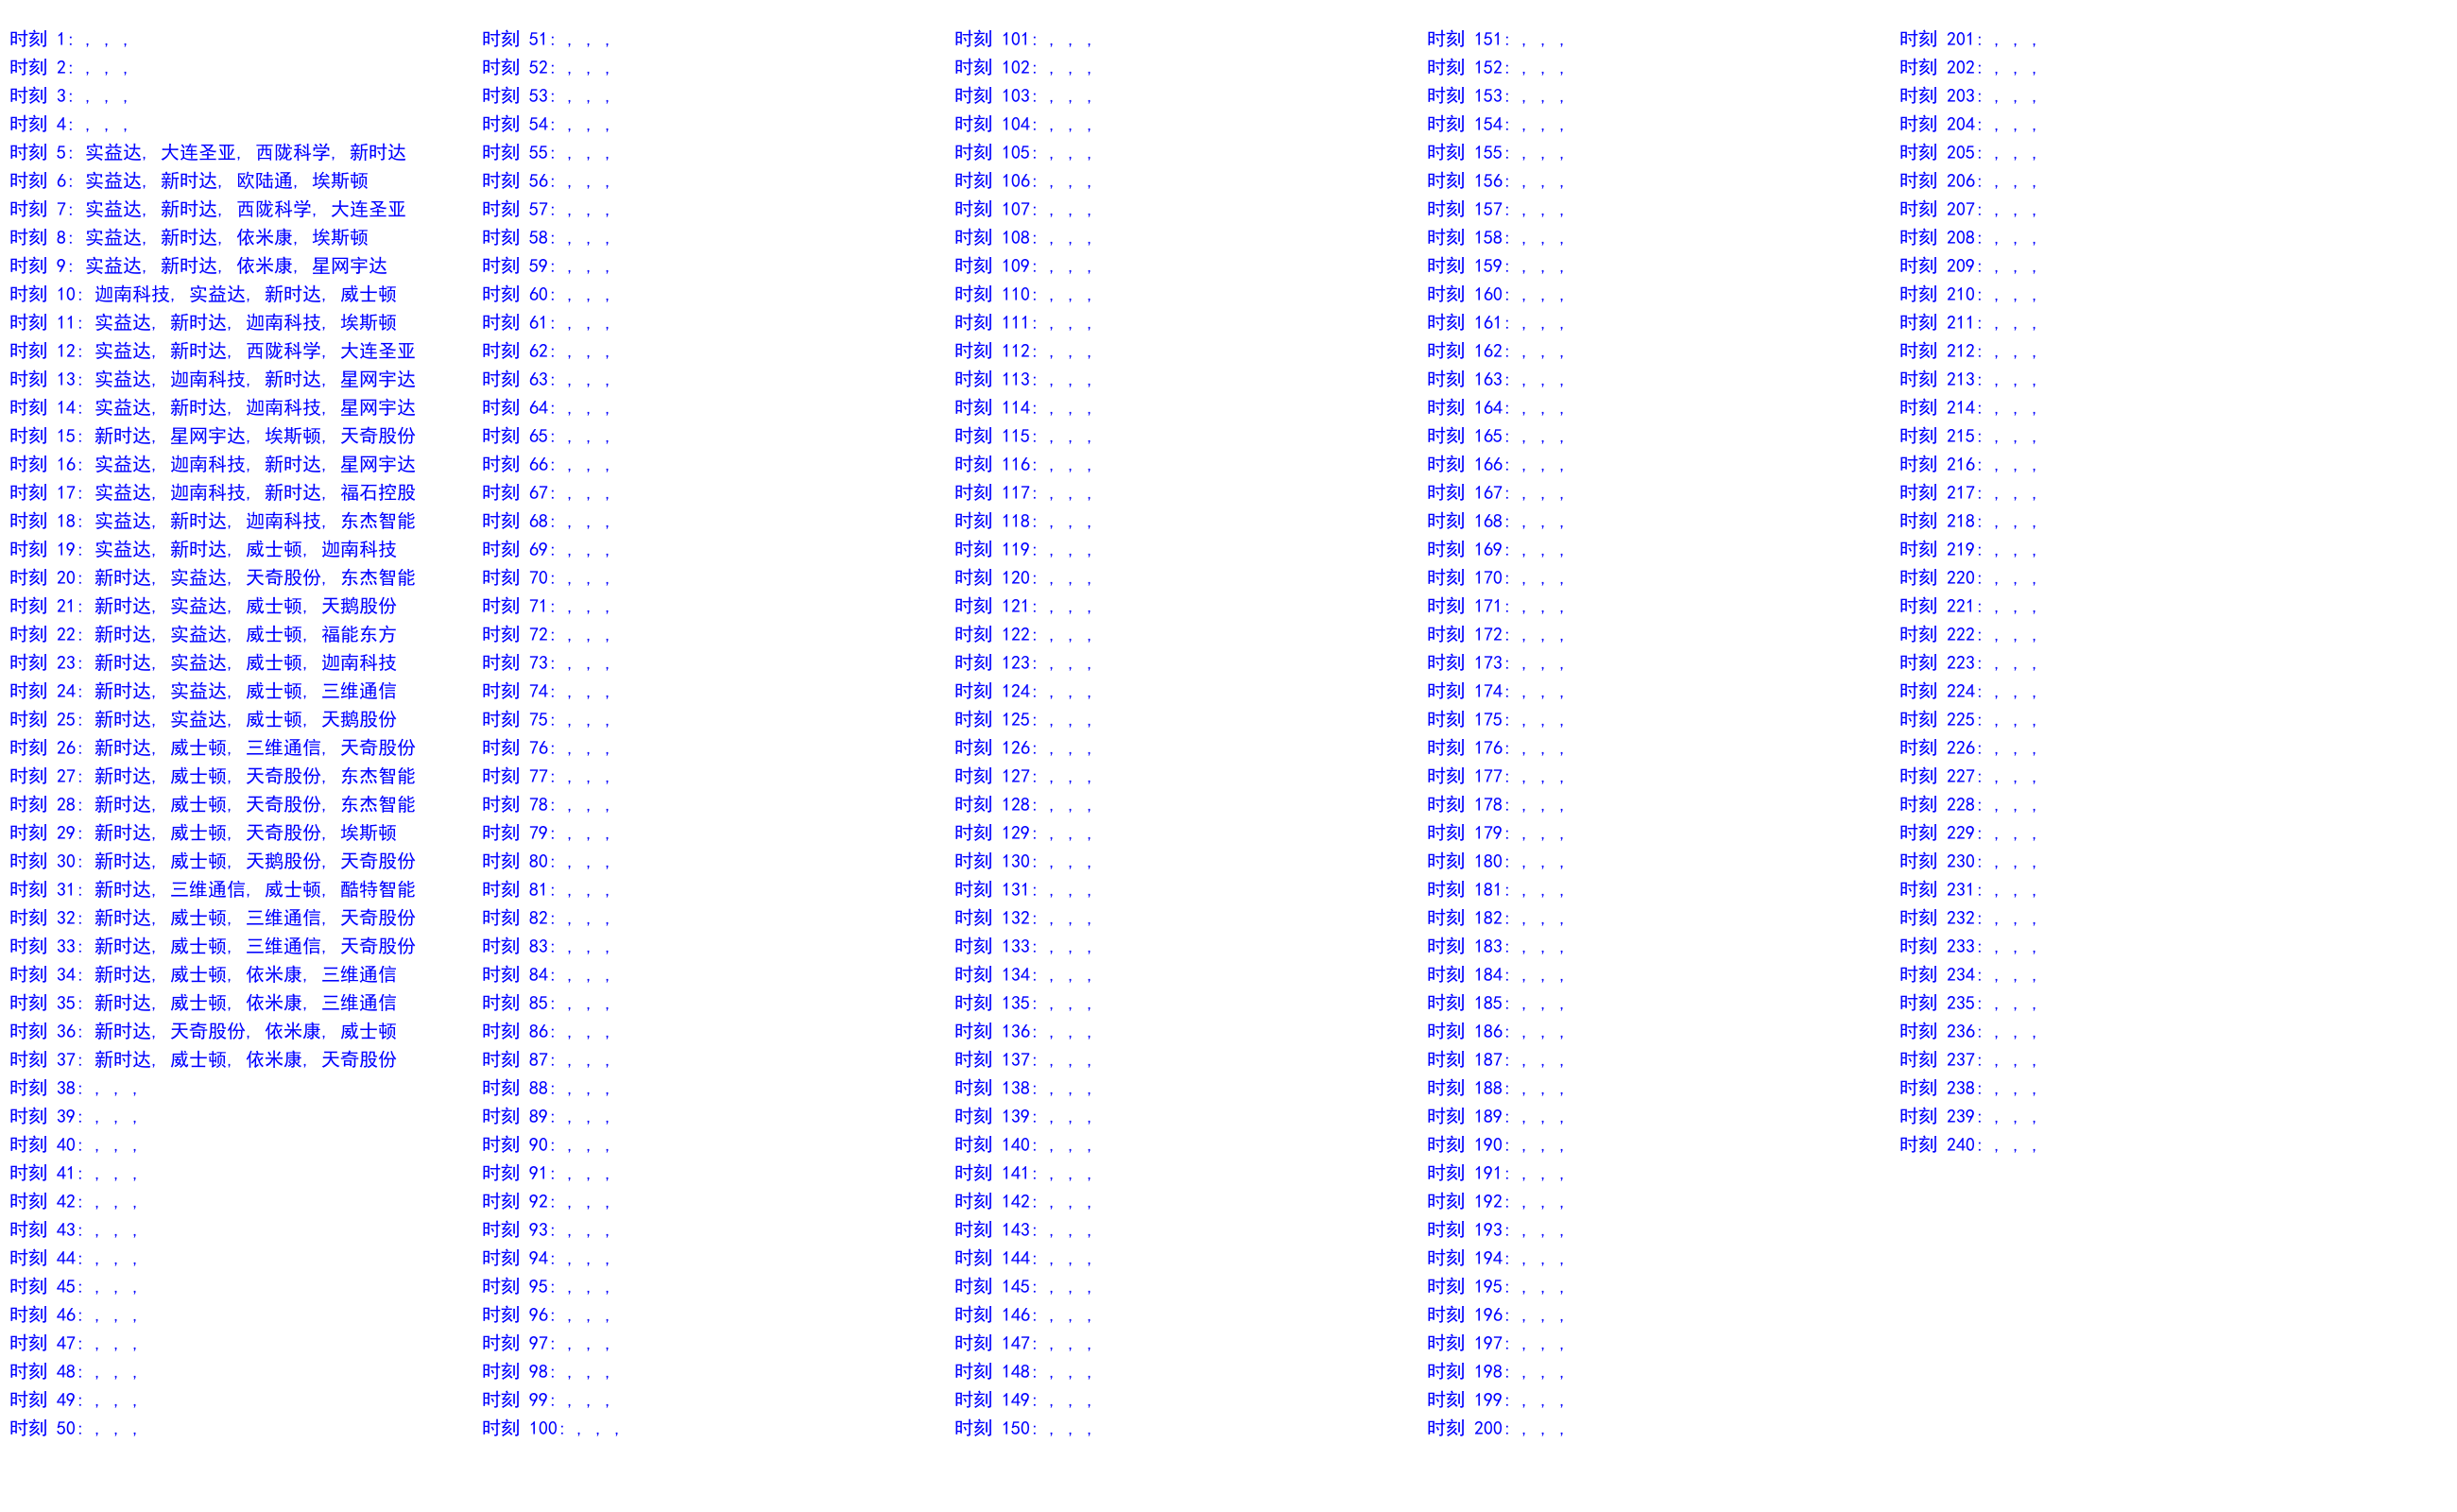 时刻 1: , , ,
时刻 2: , , ,
时刻 3: , , ,
时刻 4: , , ,
时刻 5: 实益达, 大连圣亚, 西陇科学, 新时达
时刻 6: 实益达, 新时达, 欧陆通, 埃斯顿
时刻 7: 实益达, 新时达, 西陇科学, 大连圣亚
时刻 8: 实益达, 新时达, 依米康, 埃斯顿
时刻 9: 实益达, 新时达, 依米康, 星网宇达
时刻 10: 迦南科技, 实益达, 新时达, 威士顿
时刻 11: 实益达, 新时达, 迦南科技, 埃斯顿
时刻 12: 实益达, 新时达, 西陇科学, 大连圣亚
时刻 13: 实益达, 迦南科技, 新时达, 星网宇达
时刻 14: 实益达, 新时达, 迦南科技, 星网宇达
时刻 15: 新时达, 星网宇达, 埃斯顿, 天奇股份
时刻 16: 实益达, 迦南科技, 新时达, 星网宇达
时刻 17: 实益达, 迦南科技, 新时达, 福石控股
时刻 18: 实益达, 新时达, 迦南科技, 东杰智能
时刻 19: 实益达, 新时达, 威士顿, 迦南科技
时刻 20: 新时达, 实益达, 天奇股份, 东杰智能
时刻 21: 新时达, 实益达, 威士顿, 天鹅股份
时刻 22: 新时达, 实益达, 威士顿, 福能东方
时刻 23: 新时达, 实益达, 威士顿, 迦南科技
时刻 24: 新时达, 实益达, 威士顿, 三维通信
时刻 25: 新时达, 实益达, 威士顿, 天鹅股份
时刻 26: 新时达, 威士顿, 三维通信, 天奇股份
时刻 27: 新时达, 威士顿, 天奇股份, 东杰智能
时刻 28: 新时达, 威士顿, 天奇股份, 东杰智能
时刻 29: 新时达, 威士顿, 天奇股份, 埃斯顿
时刻 30: 新时达, 威士顿, 天鹅股份, 天奇股份
时刻 31: 新时达, 三维通信, 威士顿, 酷特智能
时刻 32: 新时达, 威士顿, 三维通信, 天奇股份
时刻 33: 新时达, 威士顿, 三维通信, 天奇股份
时刻 34: 新时达, 威士顿, 依米康, 三维通信
时刻 35: 新时达, 威士顿, 依米康, 三维通信
时刻 36: 新时达, 天奇股份, 依米康, 威士顿
时刻 37: 新时达, 威士顿, 依米康, 天奇股份
时刻 38: , , ,
时刻 39: , , ,
时刻 40: , , ,
时刻 41: , , ,
时刻 42: , , ,
时刻 43: , , ,
时刻 44: , , ,
时刻 45: , , ,
时刻 46: , , ,
时刻 47: , , ,
时刻 48: , , ,
时刻 49: , , ,
时刻 50: , , ,
时刻 51: , , ,
时刻 52: , , ,
时刻 53: , , ,
时刻 54: , , ,
时刻 55: , , ,
时刻 56: , , ,
时刻 57: , , ,
时刻 58: , , ,
时刻 59: , , ,
时刻 60: , , ,
时刻 61: , , ,
时刻 62: , , ,
时刻 63: , , ,
时刻 64: , , ,
时刻 65: , , ,
时刻 66: , , ,
时刻 67: , , ,
时刻 68: , , ,
时刻 69: , , ,
时刻 70: , , ,
时刻 71: , , ,
时刻 72: , , ,
时刻 73: , , ,
时刻 74: , , ,
时刻 75: , , ,
时刻 76: , , ,
时刻 77: , , ,
时刻 78: , , ,
时刻 79: , , ,
时刻 80: , , ,
时刻 81: , , ,
时刻 82: , , ,
时刻 83: , , ,
时刻 84: , , ,
时刻 85: , , ,
时刻 86: , , ,
时刻 87: , , ,
时刻 88: , , ,
时刻 89: , , ,
时刻 90: , , ,
时刻 91: , , ,
时刻 92: , , ,
时刻 93: , , ,
时刻 94: , , ,
时刻 95: , , ,
时刻 96: , , ,
时刻 97: , , ,
时刻 98: , , ,
时刻 99: , , ,
时刻 100: , , ,
时刻 101: , , ,
时刻 102: , , ,
时刻 103: , , ,
时刻 104: , , ,
时刻 105: , , ,
时刻 106: , , ,
时刻 107: , , ,
时刻 108: , , ,
时刻 109: , , ,
时刻 110: , , ,
时刻 111: , , ,
时刻 112: , , ,
时刻 113: , , ,
时刻 114: , , ,
时刻 115: , , ,
时刻 116: , , ,
时刻 117: , , ,
时刻 118: , , ,
时刻 119: , , ,
时刻 120: , , ,
时刻 121: , , ,
时刻 122: , , ,
时刻 123: , , ,
时刻 124: , , ,
时刻 125: , , ,
时刻 126: , , ,
时刻 127: , , ,
时刻 128: , , ,
时刻 129: , , ,
时刻 130: , , ,
时刻 131: , , ,
时刻 132: , , ,
时刻 133: , , ,
时刻 134: , , ,
时刻 135: , , ,
时刻 136: , , ,
时刻 137: , , ,
时刻 138: , , ,
时刻 139: , , ,
时刻 140: , , ,
时刻 141: , , ,
时刻 142: , , ,
时刻 143: , , ,
时刻 144: , , ,
时刻 145: , , ,
时刻 146: , , ,
时刻 147: , , ,
时刻 148: , , ,
时刻 149: , , ,
时刻 150: , , ,
时刻 151: , , ,
时刻 152: , , ,
时刻 153: , , ,
时刻 154: , , ,
时刻 155: , , ,
时刻 156: , , ,
时刻 157: , , ,
时刻 158: , , ,
时刻 159: , , ,
时刻 160: , , ,
时刻 161: , , ,
时刻 162: , , ,
时刻 163: , , ,
时刻 164: , , ,
时刻 165: , , ,
时刻 166: , , ,
时刻 167: , , ,
时刻 168: , , ,
时刻 169: , , ,
时刻 170: , , ,
时刻 171: , , ,
时刻 172: , , ,
时刻 173: , , ,
时刻 174: , , ,
时刻 175: , , ,
时刻 176: , , ,
时刻 177: , , ,
时刻 178: , , ,
时刻 179: , , ,
时刻 180: , , ,
时刻 181: , , ,
时刻 182: , , ,
时刻 183: , , ,
时刻 184: , , ,
时刻 185: , , ,
时刻 186: , , ,
时刻 187: , , ,
时刻 188: , , ,
时刻 189: , , ,
时刻 190: , , ,
时刻 191: , , ,
时刻 192: , , ,
时刻 193: , , ,
时刻 194: , , ,
时刻 195: , , ,
时刻 196: , , ,
时刻 197: , , ,
时刻 198: , , ,
时刻 199: , , ,
时刻 200: , , ,
时刻 201: , , ,
时刻 202: , , ,
时刻 203: , , ,
时刻 204: , , ,
时刻 205: , , ,
时刻 206: , , ,
时刻 207: , , ,
时刻 208: , , ,
时刻 209: , , ,
时刻 210: , , ,
时刻 211: , , ,
时刻 212: , , ,
时刻 213: , , ,
时刻 214: , , ,
时刻 215: , , ,
时刻 216: , , ,
时刻 217: , , ,
时刻 218: , , ,
时刻 219: , , ,
时刻 220: , , ,
时刻 221: , , ,
时刻 222: , , ,
时刻 223: , , ,
时刻 224: , , ,
时刻 225: , , ,
时刻 226: , , ,
时刻 227: , , ,
时刻 228: , , ,
时刻 229: , , ,
时刻 230: , , ,
时刻 231: , , ,
时刻 232: , , ,
时刻 233: , , ,
时刻 234: , , ,
时刻 235: , , ,
时刻 236: , , ,
时刻 237: , , ,
时刻 238: , , ,
时刻 239: , , ,
时刻 240: , , ,